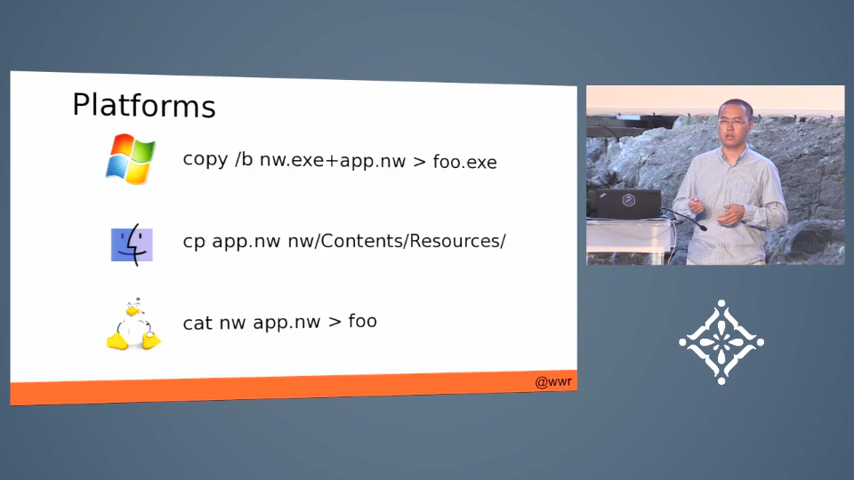 Platforms
copy /b nw.exe+app.nw > foo.exe
cp app.nw nw/Contents/Resources/
cat nw app.nw > foo
@wwr